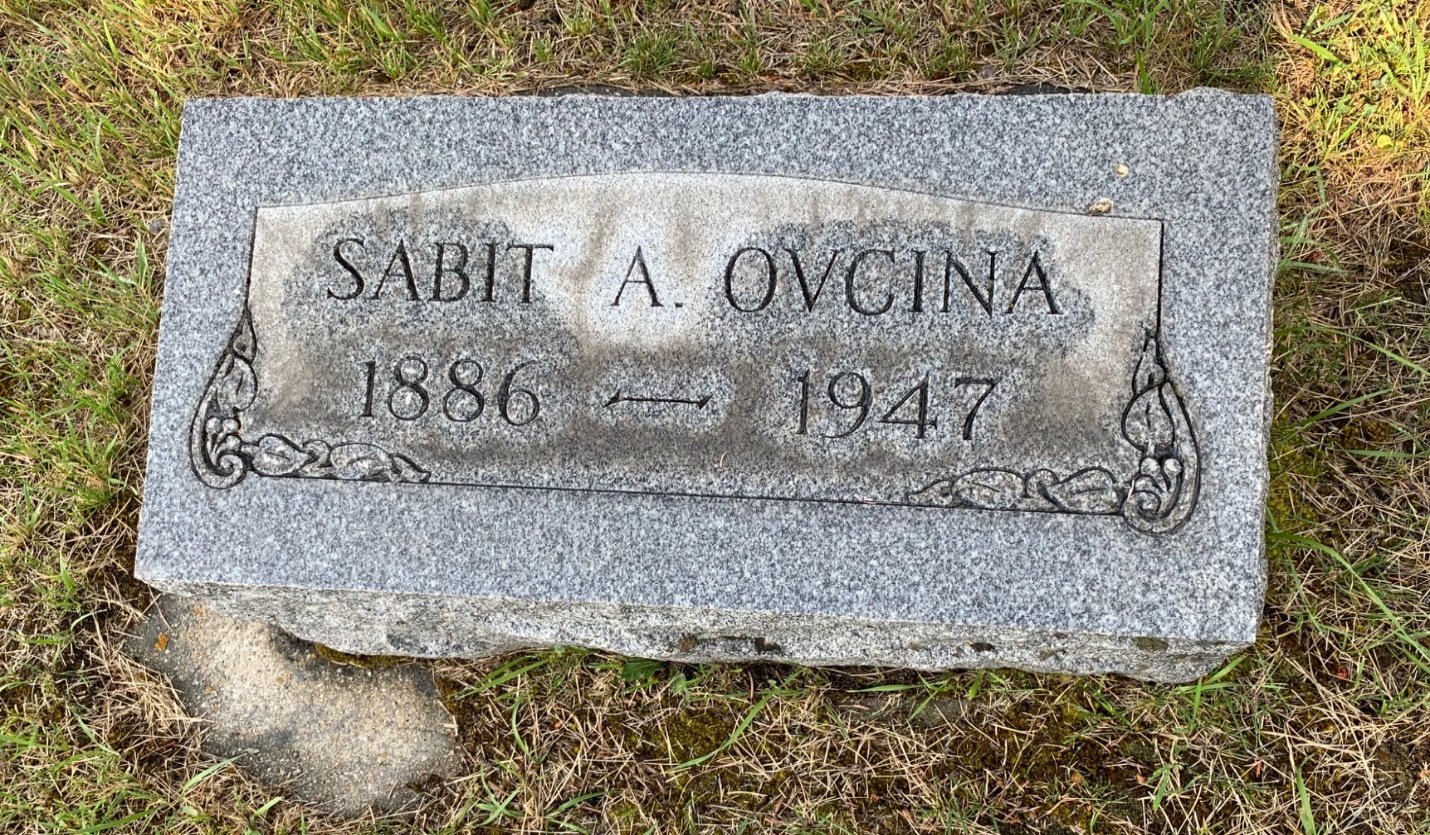 SABIT A. OVCINA
1886 — 1947